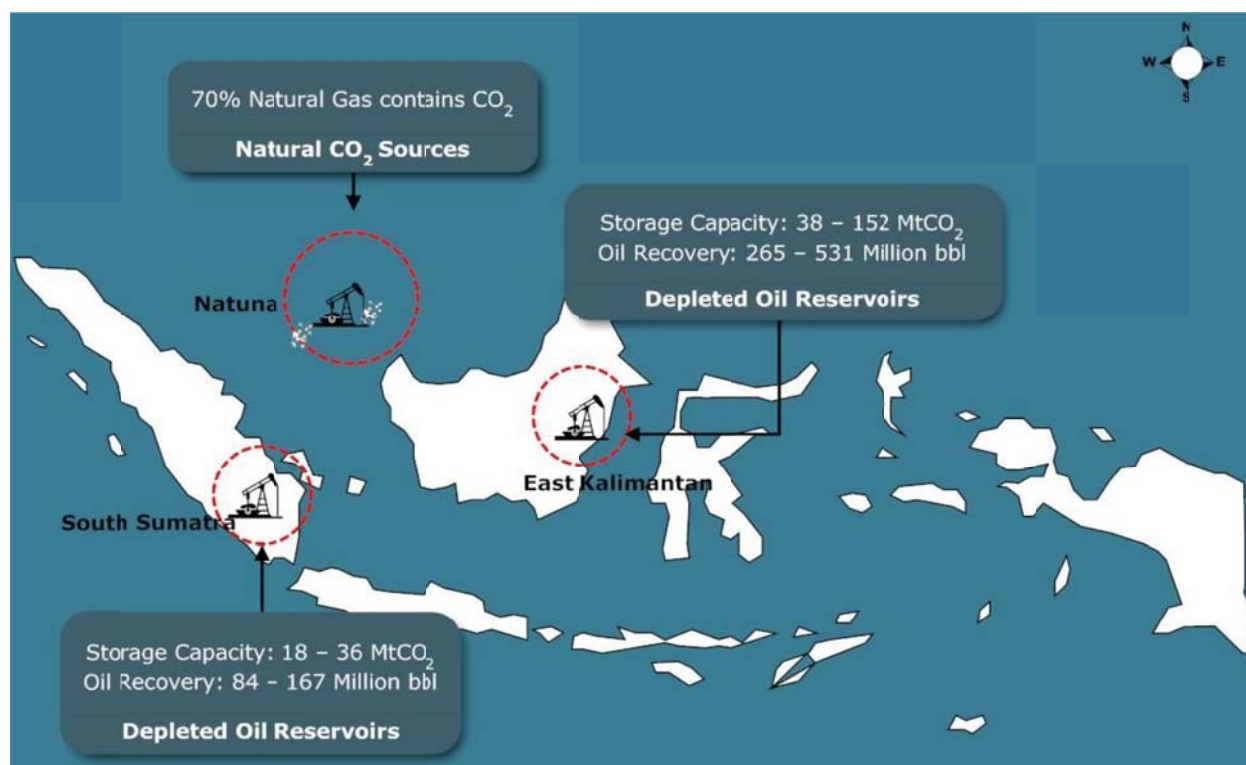 N
W E
S
70% Natural Gas contains CO₂
Natural CO₂ Sources
Storage Capacity: 38 – 152 MtCO₂
Oil Recovery: 265 – 531 Million bbl
Depleted Oil Reservoirs
Natuna
East Kalimantan
South Sumatra
Storage Capacity: 18 – 36 MtCO₂
Oil Recovery: 84 – 167 Million bbl
Depleted Oil Reservoirs